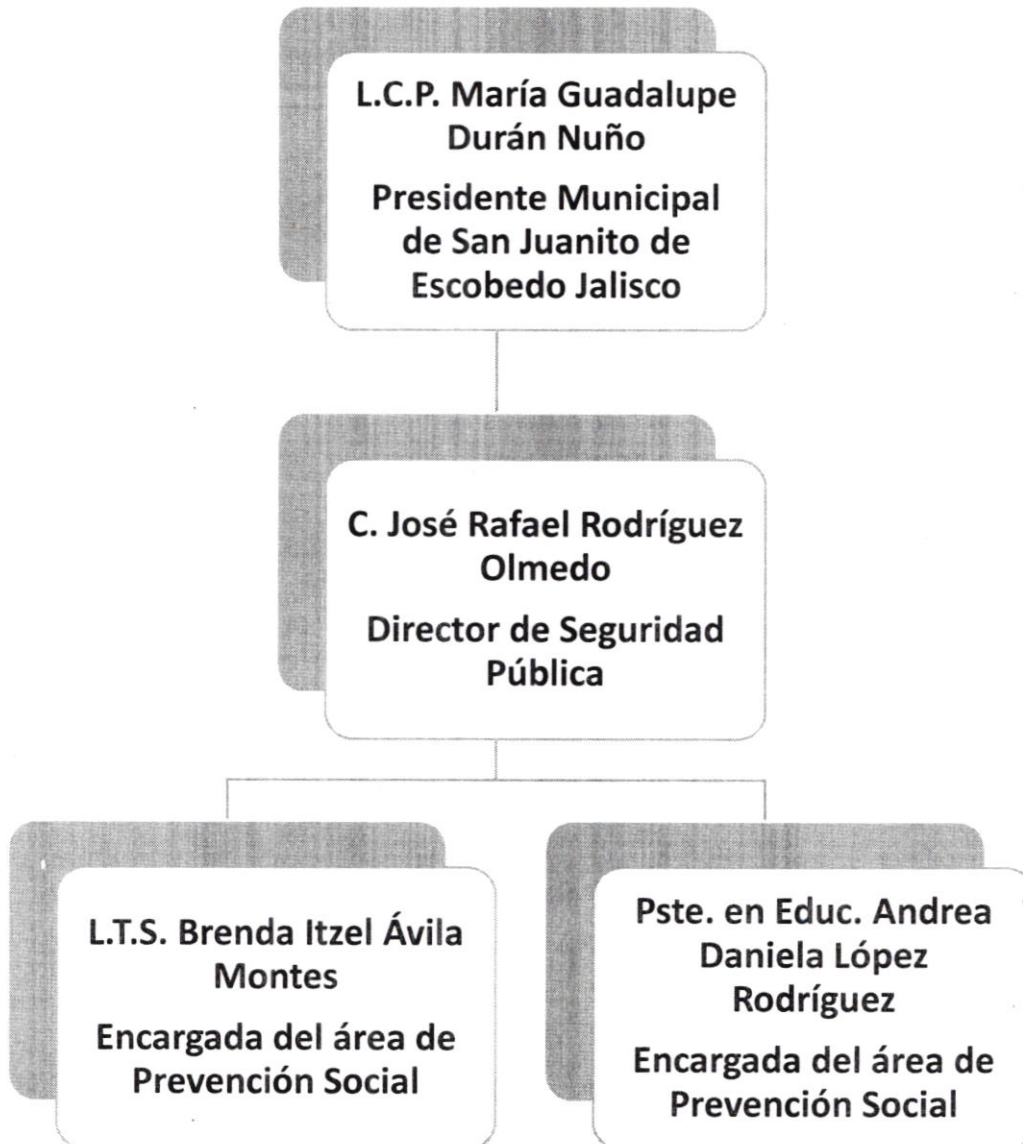 L.C.P. María Guadalupe
Durán Nuño
Presidente Municipal
de San Juanito de
Escobedo Jalisco
C. José Rafael Rodríguez
Olmedo
Director de Seguridad
Pública
L.T.S. Brenda Itzel Ávila
Montes
Encargada del área de
Prevención Social
Pste. en Educ. Andrea
Daniela López
Rodríguez
Encargada del área de
Prevención Social